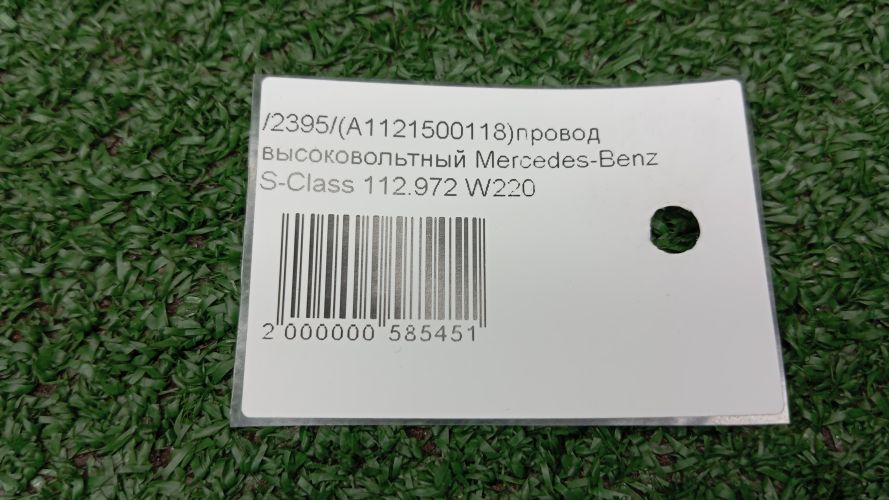 /2395/(A1121500118)провод
высоковольтный Mercedes-Benz
S-Class 112.972 W220
2 000000 585451